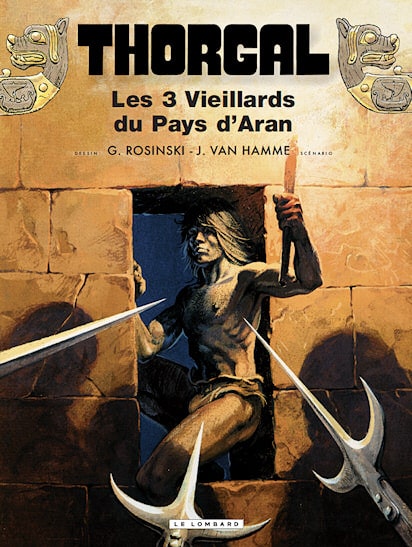 THORGAL
Les 3 Vieillards
du Pays d'Aran
DESSIN G. ROSINSKI - J. VAN HAMME SCÉNARIO
LE LOMBARD